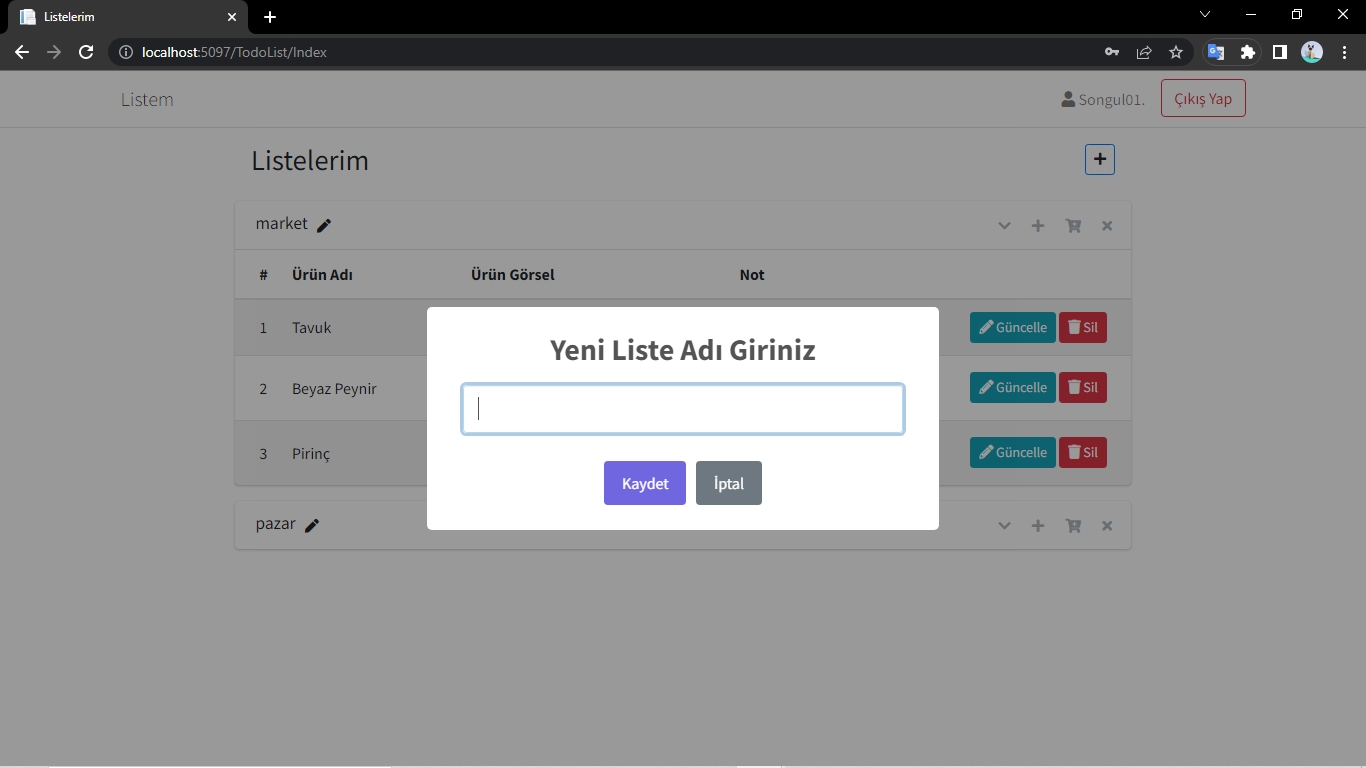 Listelerim
localhost:5097/TodoList/Index
Listem
Songul01.
Çıkış Yap
Listelerim
market
# Ürün Adı Ürün Görsel Not
1 Tavuk Güncelle Sil
2 Beyaz Peynir Güncelle Sil
3 Pirinç Güncelle Sil
Yeni Liste Adı Giriniz
Kaydet İptal
pazar